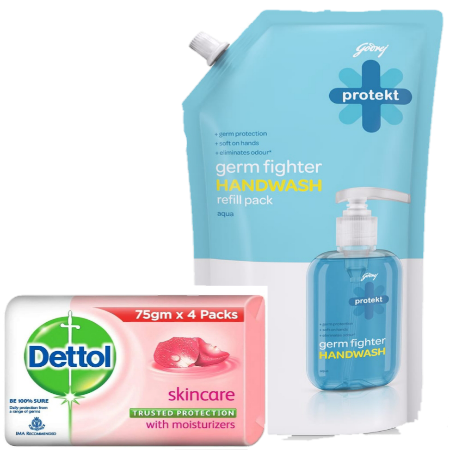 Godrej
protekt
+ germ protection
+ soft on hands
+ eliminates odour*
germ fighter
HANDWASH
refill pack
aqua
Godrej
protekt
germ fighter
HANDWASH
75gm x 4 Packs
Dettol
skincare
TRUSTED PROTECTION
with moisturizers
BE 100% SURE
Daily protection from
a range of germs
IMA RECOMMENDED